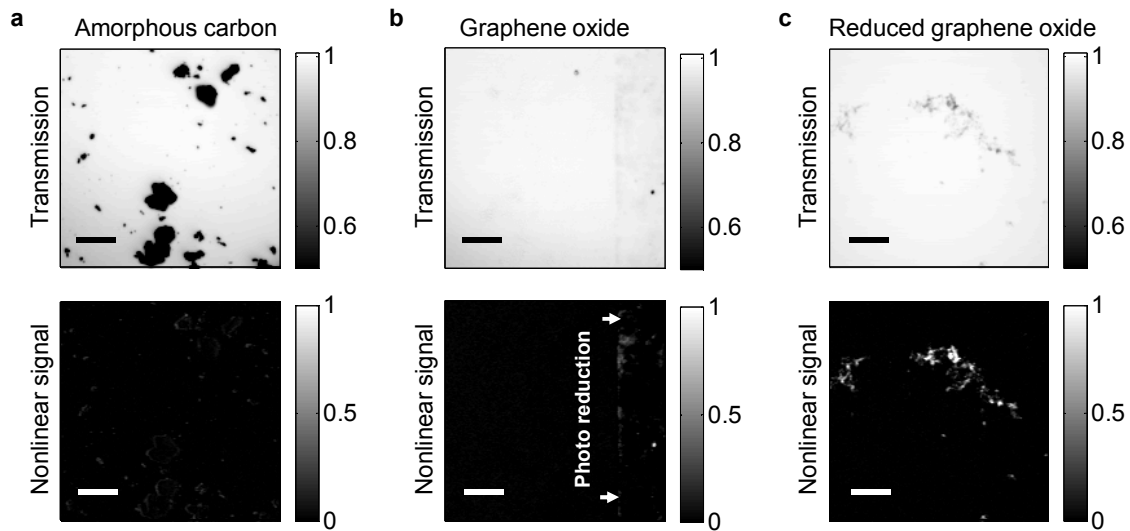 a
Amorphous carbon
Transmission
1
0.8
0.6
Nonlinear signal
1
0.5
0
b
Graphene oxide
Transmission
1
0.8
0.6
Nonlinear signal
Photo reduction
1
0.5
0
c
Reduced graphene oxide
Transmission
1
0.8
0.6
Nonlinear signal
1
0.5
0